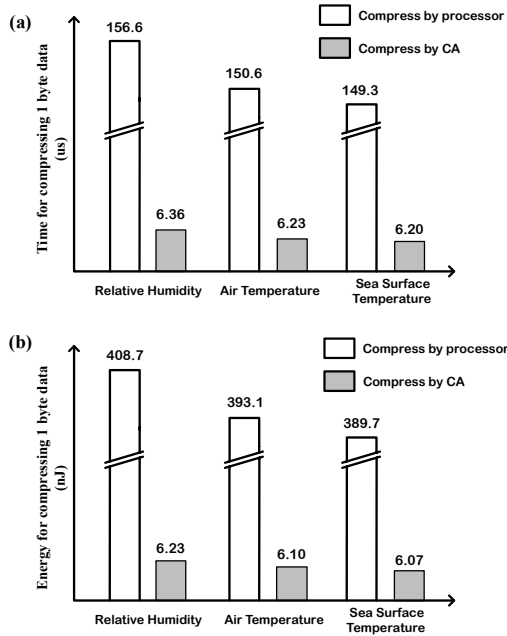 (a)
Compress by processor
Compress by CA
156.6
150.6
149.3
6.36
6.23
6.20
Time for compressing 1 byte data
(us)
Relative Humidity
Air Temperature
Sea Surface
Temperature
(b)
Compress by processor
Compress by CA
408.7
393.1
389.7
6.23
6.10
6.07
Energy for compressing 1 byte data
(nJ)
Relative Humidity
Air Temperature
Sea Surface
Temperature